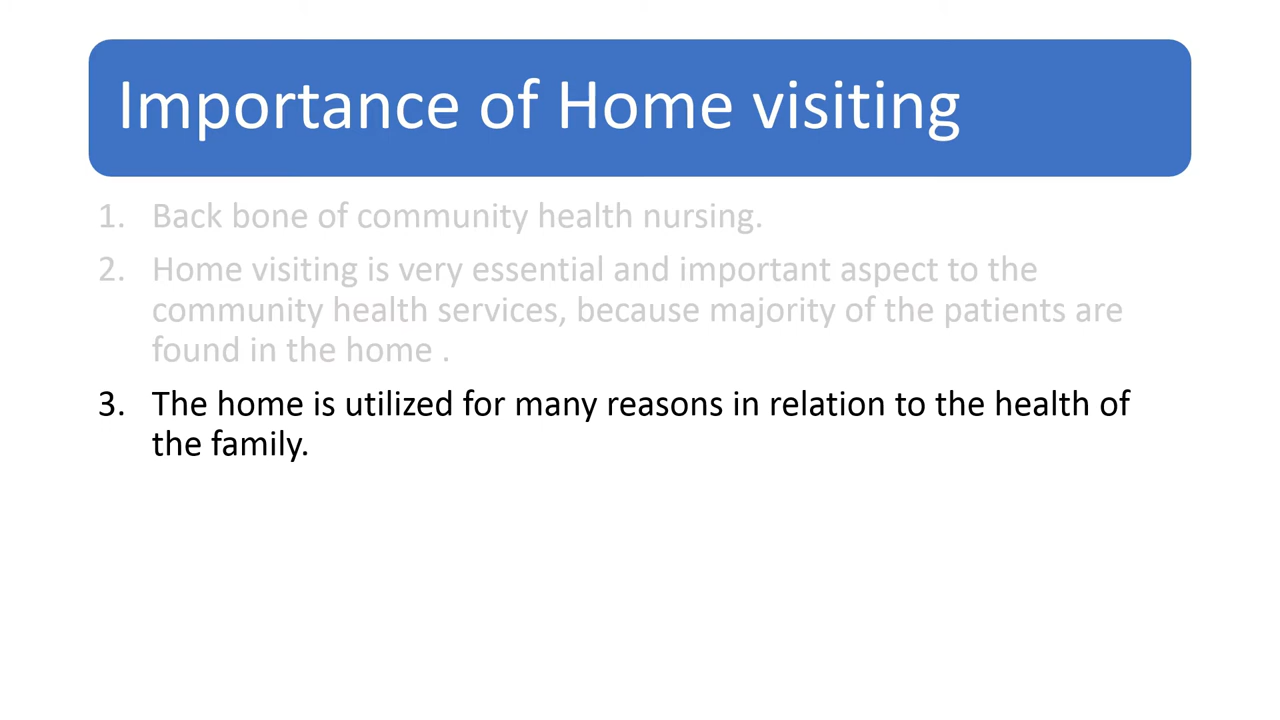 Importance of Home visiting
1. Back bone of community health nursing.
2. Home visiting is very essential and important aspect to the
community health services, because majority of the patients are
found in the home .
3. The home is utilized for many reasons in relation to the health of
the family.